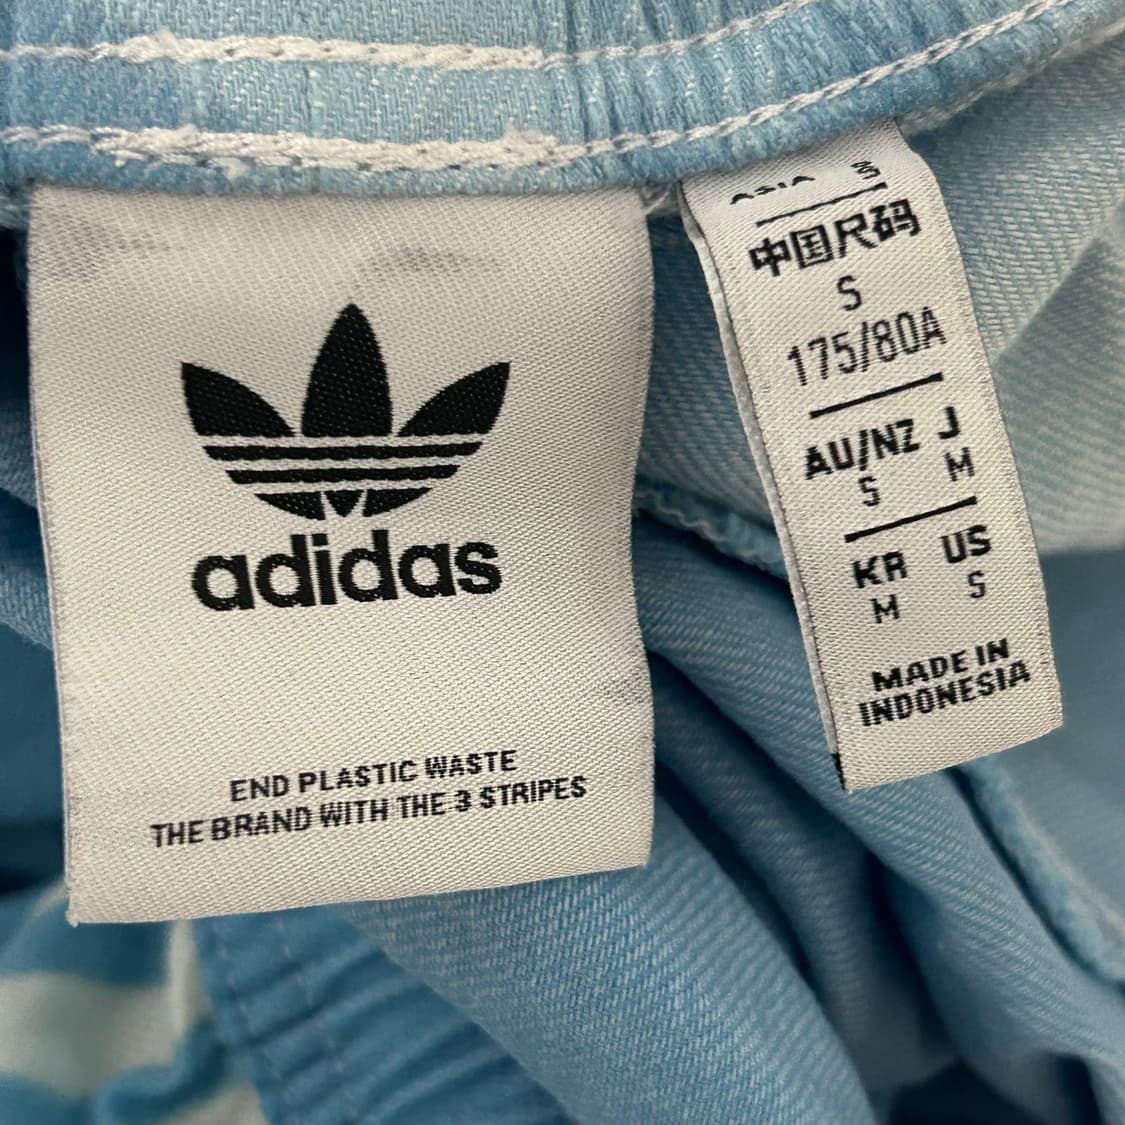 adidas
END PLASTIC WASTE
THE BRAND WITH THE 3 STRIPES
ASIA S
中国尺码
S
175/80A
AU/NZ J
S M
KR US
M S
MADE IN
INDONESIA